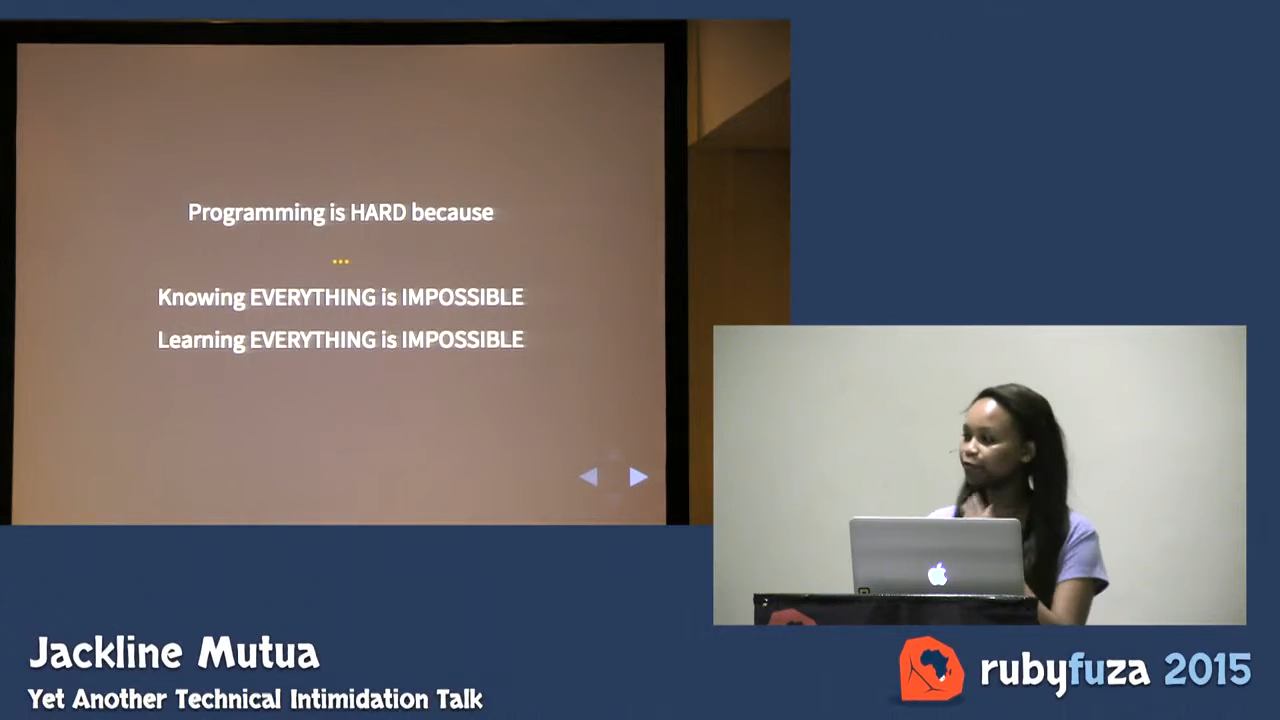 Programming is HARD because
...
Knowing EVERYTHING is IMPOSSIBLE
Learning EVERYTHING is IMPOSSIBLE
Jackline Mutua
Yet Another Technical Intimidation Talk
rubyfuza 2015